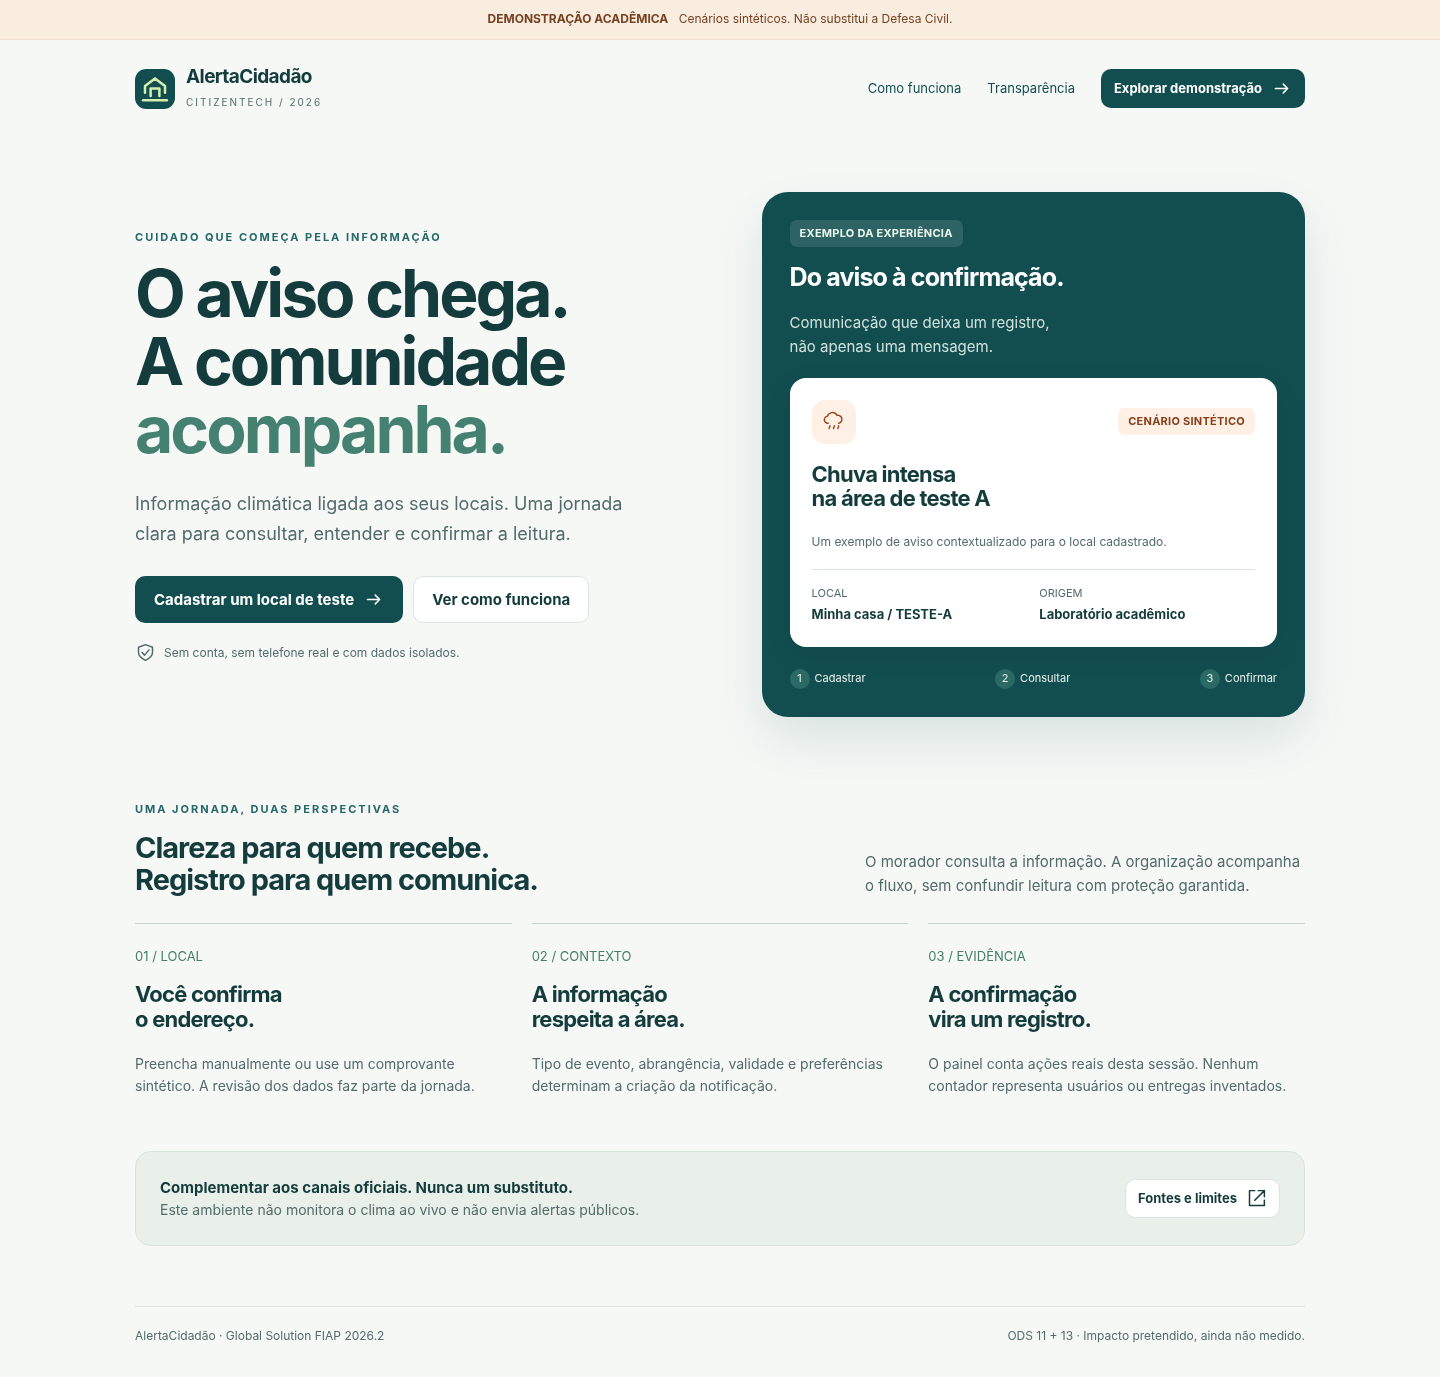 DEMONSTRAÇÃO ACADÊMICA Cenários sintéticos. Não substitui a Defesa Civil.
AlertaCidadão
CITIZENTECH / 2026
Como funciona Transparência Explorar demonstração
CUIDADO QUE COMEÇA PELA INFORMAÇÃO
O aviso chega.
A comunidade
acompanha.
Informação climática ligada aos seus locais. Uma jornada
clara para consultar, entender e confirmar a leitura.
Cadastrar um local de teste Ver como funciona
Sem conta, sem telefone real e com dados isolados.
EXEMPLO DA EXPERIÊNCIA
Do aviso à confirmação.
Comunicação que deixa um registro,
não apenas uma mensagem.
CENÁRIO SINTÉTICO
Chuva intensa
na área de teste A
Um exemplo de aviso contextualizado para o local cadastrado.
LOCAL ORIGEM
Minha casa / TESTE-A Laboratório acadêmico
1 Cadastrar 2 Consultar 3 Confirmar
UMA JORNADA, DUAS PERSPECTIVAS
Clareza para quem recebe.
Registro para quem comunica.
O morador consulta a informação. A organização acompanha
o fluxo, sem confundir leitura com proteção garantida.
01 / LOCAL
Você confirma
o endereço.
Preencha manualmente ou use um comprovante
sintético. A revisão dos dados faz parte da jornada.
02 / CONTEXTO
A informação
respeita a área.
Tipo de evento, abrangência, validade e preferências
determinam a criação da notificação.
03 / EVIDÊNCIA
A confirmação
vira um registro.
O painel conta ações reais desta sessão. Nenhum
contador representa usuários ou entregas inventados.
Complementar aos canais oficiais. Nunca um substituto.
Este ambiente não monitora o clima ao vivo e não envia alertas públicos.
Fontes e limites
AlertaCidadão · Global Solution FIAP 2026.2
ODS 11 + 13 · Impacto pretendido, ainda não medido.